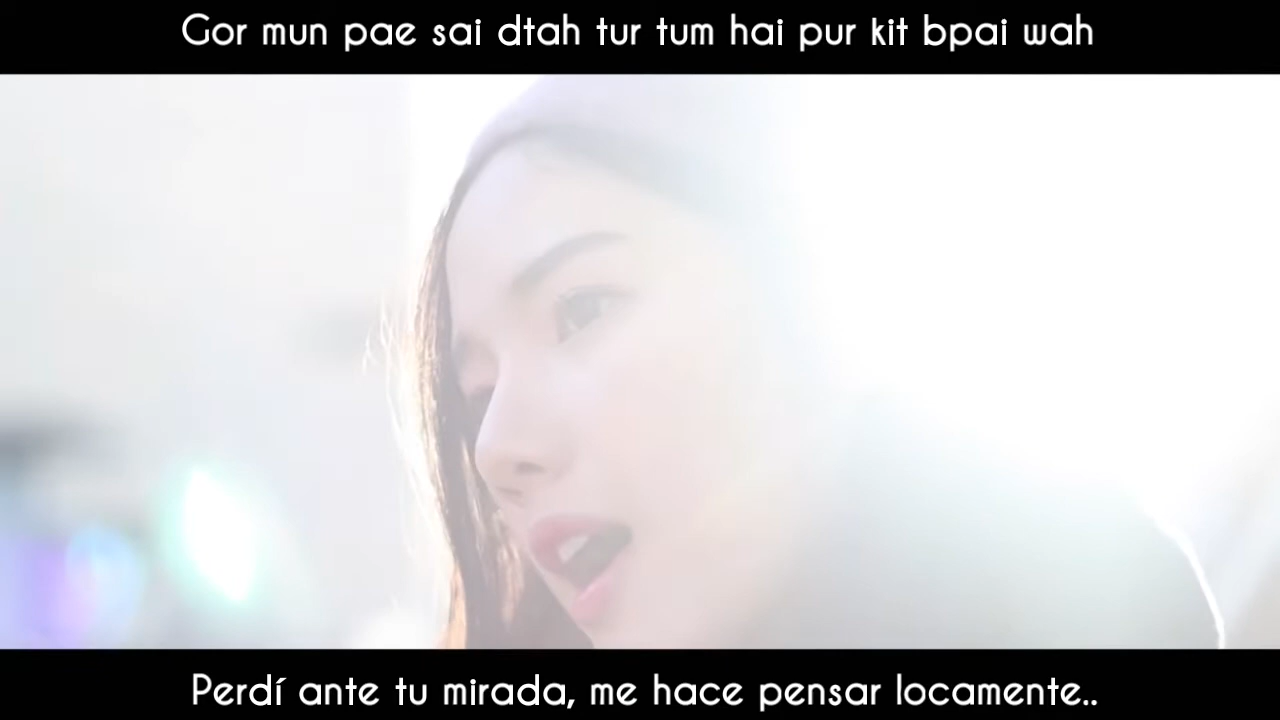 Gor mun pae sai dtah tur tum hai pur kit bpai wah
Perdí ante tu mirada, me hace pensar locamente..